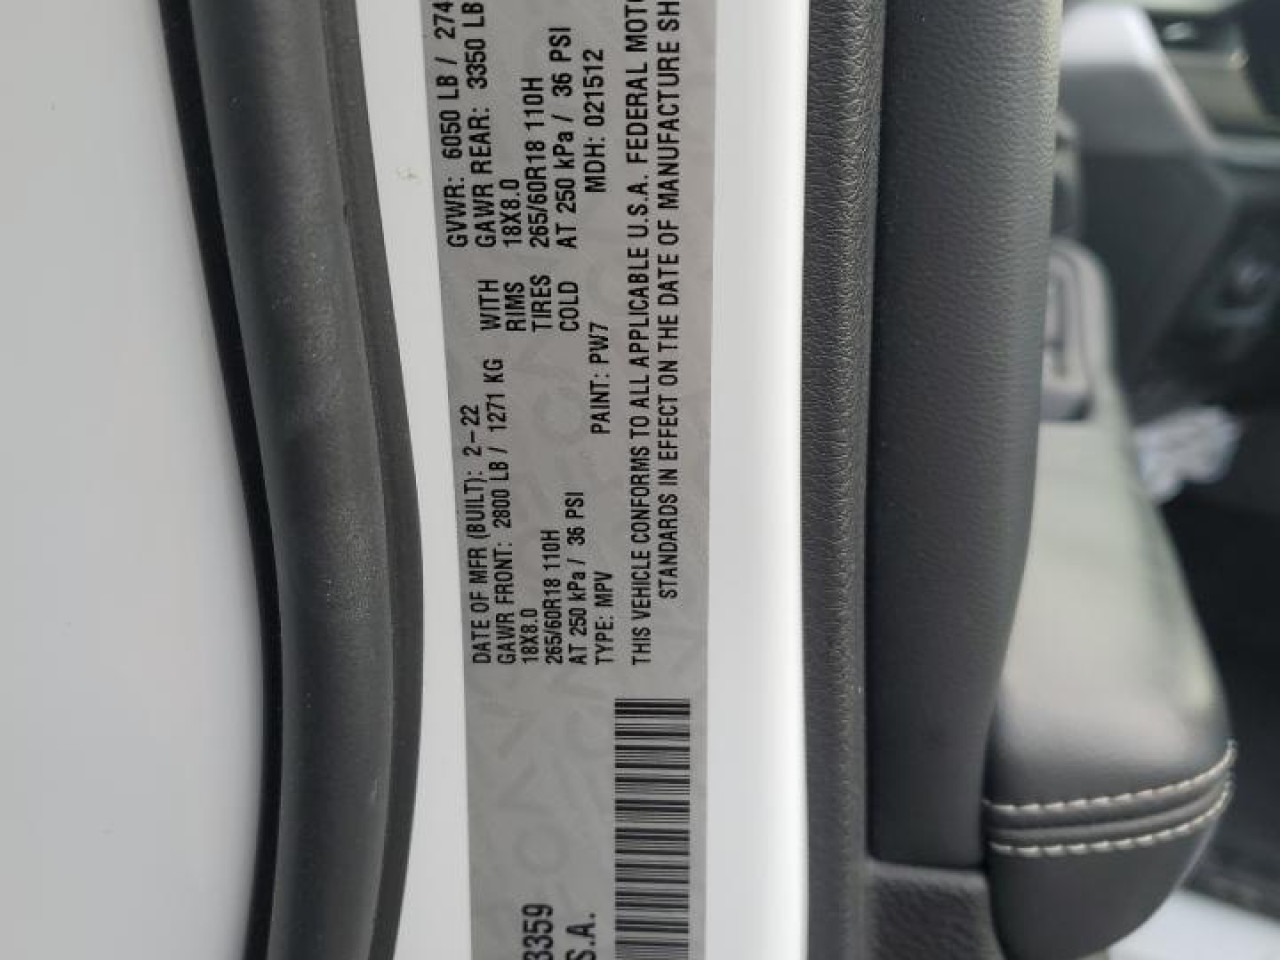 3359
S.A.
DATE OF MFR (BUILT): 2-22 GVWR: 6050 LB / 274
GAWR FRONT: 2800 LB / 1271 KG WITH GAWR REAR: 3350 LB
18X8.0 RIMS 18X8.0
265/60R18 110H TIRES 265/60R18 110H
AT 250 kPa / 36 PSI COLD AT 250 kPa / 36 PSI
TYPE: MPV PAINT: PW7 MDH: 021512
THIS VEHICLE CONFORMS TO ALL APPLICABLE U.S.A. FEDERAL MOTO
STANDARDS IN EFFECT ON THE DATE OF MANUFACTURE SH